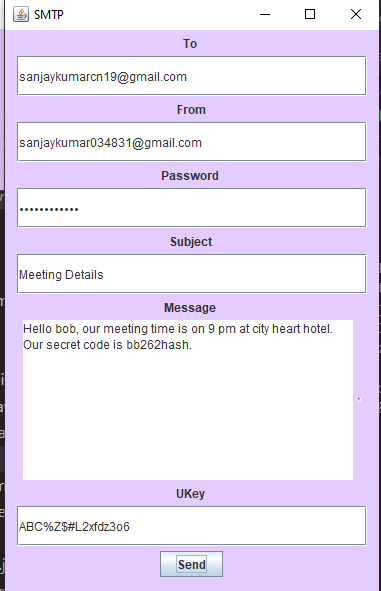 SMTP
To
sanjaykumarcn19@gmail.com
From
sanjaykumar034831@gmail.com
Password
••••••••••••
Subject
Meeting Details
Message
Hello bob, our meeting time is on 9 pm at city heart hotel.
Our secret code is bb262hash.
UKey
ABC%Z$#L2xfdz3o6
Send